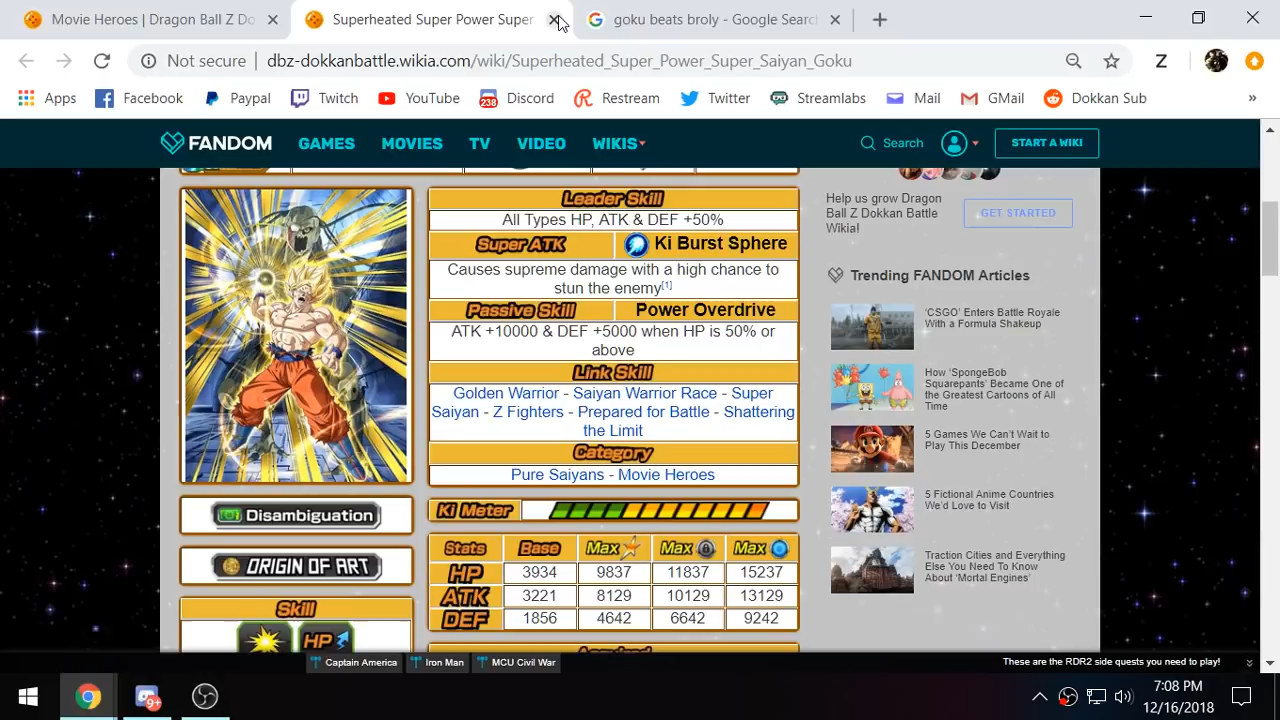 Movie Heroes | Dragon Ball Z Do
Superheated Super Power Super
goku beats broly - Google Searc
Not secure
dbz-dokkanbattle.wikia.com/wiki/Superheated_Super_Power_Super_Saiyan_Goku
Z
Apps
Facebook
Paypal
Twitch
YouTube
238
Discord
Restream
Twitter
Streamlabs
Mail
GMail
Dokkan Sub
FANDOM
GAMES
MOVIES
TV
VIDEO
WIKIS
Search
START A WIKI
Leader Skill
All Types HP, ATK & DEF +50%
Super ATK
Ki Burst Sphere
Causes supreme damage with a high chance to
stun the enemy[1]
Passive Skill
Power Overdrive
ATK +10000 & DEF +5000 when HP is 50% or
above
Link Skill
Golden Warrior - Saiyan Warrior Race - Super
Saiyan - Z Fighters - Prepared for Battle - Shattering
the Limit
Category
Pure Saiyans - Movie Heroes
Disambiguation
ORIGIN OF ART
Skill
HP
Ki Meter
Stats Base Max Max Max
HP 3934 9837 11837 15237
ATK 3221 8129 10129 13129
DEF 1856 4642 6642 9242
Help us grow Dragon
Ball Z Dokkan Battle
Wikia!
GET STARTED
Trending FANDOM Articles
'CSGO' Enters Battle Royale
With a Formula Shakeup
How 'SpongeBob
Squarepants' Became One of
the Greatest Cartoons of All
Time
5 Games We Can't Wait to
Play This December
5 Fictional Anime Countries
We'd Love to Visit
Traction Cities and Everything
Else You Need To Know
About 'Mortal Engines'
Captain America
Iron Man
MCU Civil War
These are the RDR2 side quests you need to play!
9+
7:08 PM
12/16/2018